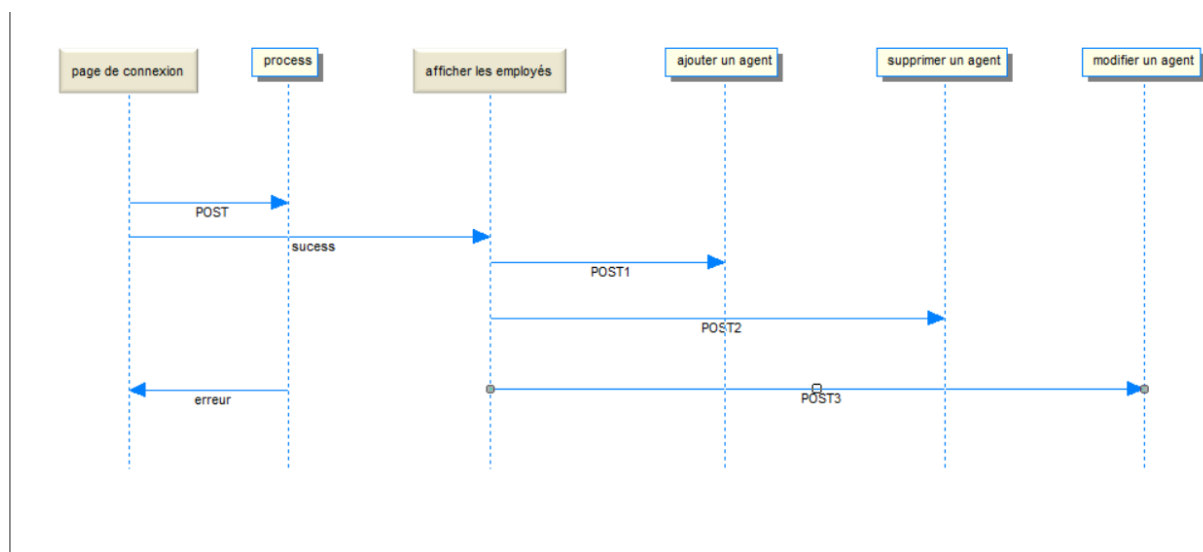 page de connexion
process
afficher les employés
ajouter un agent
supprimer un agent
modifier un agent
POST
sucess
POST1
POST2
erreur
POST3